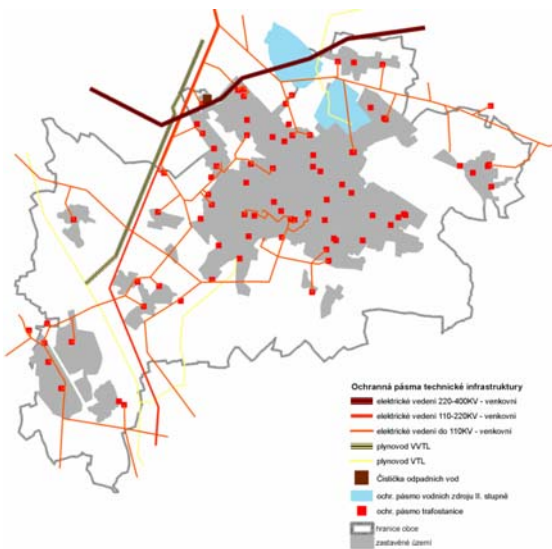 Ochranná pásma technické infrastruktury
elektrické vedení 220-400KV - venkovní
elektrické vedení 110-220KV - venkovní
elektrické vedení do 110KV - venkovní
plynovod VVTL
plynovod VTL
Čistička odpadních vod
ochr. pásmo vodních zdroju II. stupně
ochr. pásmo trafostanice
hranice obce
zastavěné území